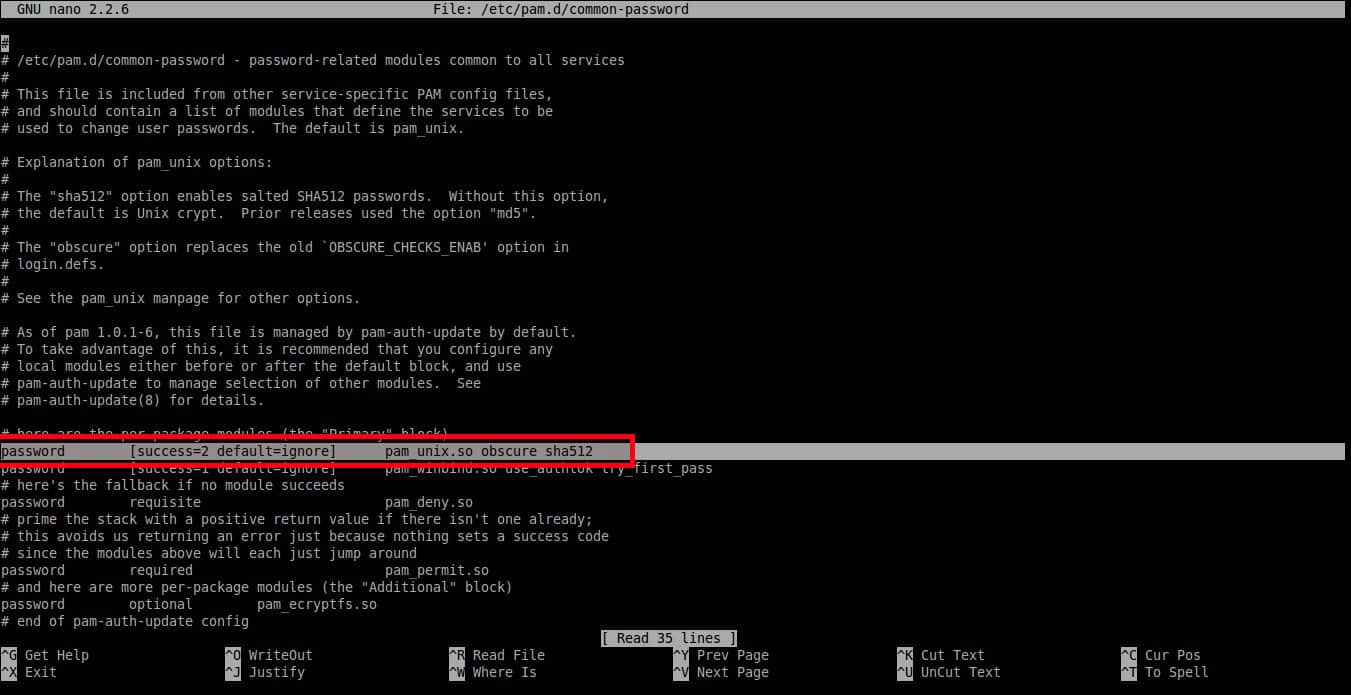 GNU nano 2.2.6 File: /etc/pam.d/common-password
#
# /etc/pam.d/common-password - password-related modules common to all services
#
# This file is included from other service-specific PAM config files,
# and should contain a list of modules that define the services to be
# used to change user passwords.  The default is pam_unix.
# Explanation of pam_unix options:
#
# The "sha512" option enables salted SHA512 passwords.  Without this option,
# the default is Unix crypt.  Prior releases used the option "md5".
#
# The "obscure" option replaces the old `OBSCURE_CHECKS_ENAB' option in
# login.defs.
#
# See the pam_unix manpage for other options.
# As of pam 1.0.1-6, this file is managed by pam-auth-update by default.
# To take advantage of this, it is recommended that you configure any
# local modules either before or after the default block, and use
# pam-auth-update to manage selection of other modules.  See
# pam-auth-update(8) for details.
# here are the per-package modules (the "Primary" block)
password        [success=2 default=ignore]      pam_unix.so obscure sha512
password        [success=1 default=ignore]      pam_winbind.so use_authtok try_first_pass
# here's the fallback if no module succeeds
password        requisite                       pam_deny.so
# prime the stack with a positive return value if there isn't one already;
# this avoids us returning an error just because nothing sets a success code
# since the modules above will each just jump around
password        required                        pam_permit.so
# and here are more per-package modules (the "Additional" block)
password        optional        pam_ecryptfs.so
# end of pam-auth-update config
[ Read 35 lines ]
^G Get Help ^O WriteOut ^R Read File ^Y Prev Page ^K Cut Text ^C Cur Pos
^X Exit ^J Justify ^W Where Is ^V Next Page ^U UnCut Text ^T To Spell